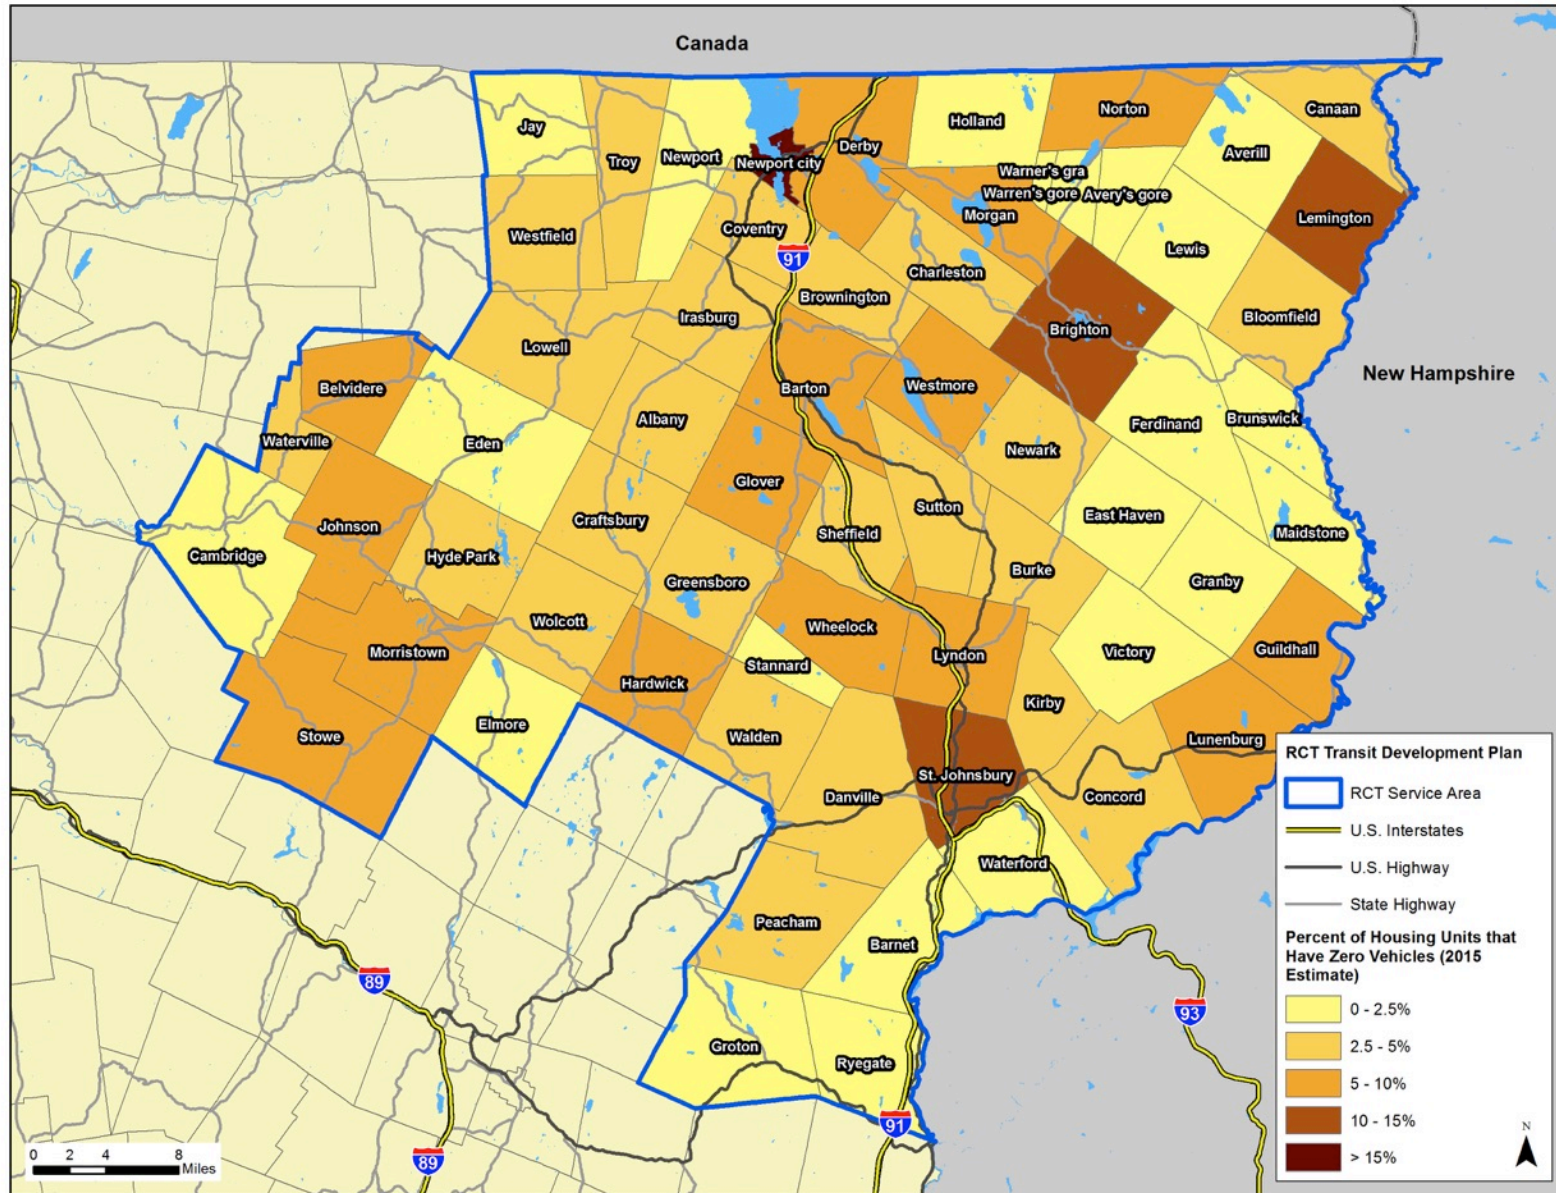 Canada
Jay
Troy
Newport
Newport city
Derby
Holland
Norton
Canaan
Averill
Warner's gra
Warren's gore
Avery's gore
Morgan
Lemington
Westfield
Coventry
91
Lewis
Charleston
Brownington
Irasburg
Bloomfield
Brighton
Lowell
New Hampshire
Belvidere
Barton
Westmore
Albany
Ferdinand
Brunswick
Waterville
Eden
Newark
Glover
Sutton
East Haven
Craftsbury
Johnson
Sheffield
Maidstone
Cambridge
Hyde Park
Burke
Greensboro
Granby
Wolcott
Wheelock
Morristown
Lyndon
Victory
Guildhall
Stannard
Hardwick
Kirby
Elmore
Stowe
Walden
Lunenburg
St. Johnsbury
Danville
Concord
Waterford
Peacham
Barnet
89
93
Groton
Ryegate
91
89
RCT Transit Development Plan
RCT Service Area
U.S. Interstates
U.S. Highway
State Highway
Percent of Housing Units that
Have Zero Vehicles (2015
Estimate)
0 - 2.5%
2.5 - 5%
5 - 10%
10 - 15%
> 15%
N
0 2 4 8
Miles